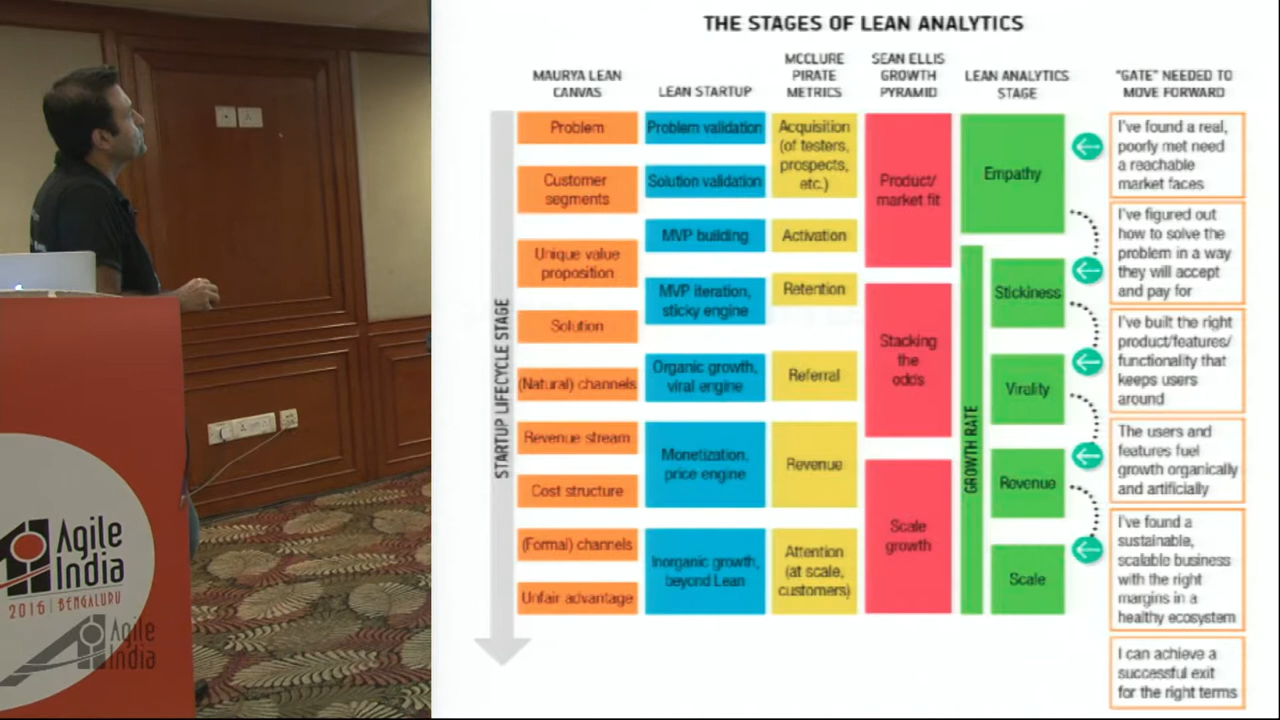 THE STAGES OF LEAN ANALYTICS
MAURYA LEAN
CANVAS
LEAN STARTUP
MCCLURE
PIRATE
METRICS
SEAN ELLIS
GROWTH
PYRAMID
LEAN ANALYTICS
STAGE
"GATE" NEEDED TO
MOVE FORWARD
STARTUP LIFECYCLE STAGE
Problem
Customer
segments
Unique value
proposition
Solution
(Natural) channels
Revenue stream
Cost structure
(Formal) channels
Unfair advantage
Problem validation
Solution validation
MVP building
MVP iteration,
sticky engine
Organic growth,
viral engine
Monetization,
price engine
Inorganic growth,
beyond Lean
Acquisition
(of testers,
prospects,
etc.)
Activation
Retention
Referral
Revenue
Attention
(at scale,
customers)
Product/
market fit
Stacking
the
odds
Scale
growth
GROWTH RATE
Empathy
Stickiness
Virality
Revenue
Scale
I've found a real,
poorly met need
a reachable
market faces
I've figured out
how to solve the
problem in a way
they will accept
and pay for
I've built the right
product/features/
functionality that
keeps users
around
The users and
features fuel
growth organically
and artificially
I've found a
sustainable,
scalable business
with the right
margins in a
healthy ecosystem
I can achieve a
successful exit
for the right terms
Agile
India
2016 | BENGALURU
Agile
India